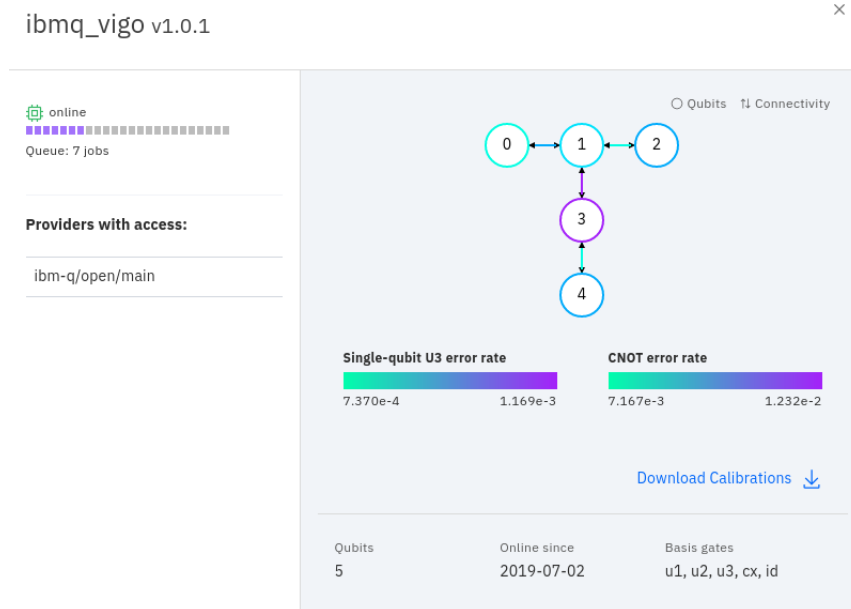 ibmq_vigo v1.0.1
online
Queue: 7 jobs
Providers with access:
ibm-q/open/main
Qubits Connectivity
0 1 2
3
4
Single-qubit U3 error rate
7.370e-4 1.169e-3
CNOT error rate
7.167e-3 1.232e-2
Download Calibrations
Qubits
5
Online since
2019-07-02
Basis gates
u1, u2, u3, cx, id